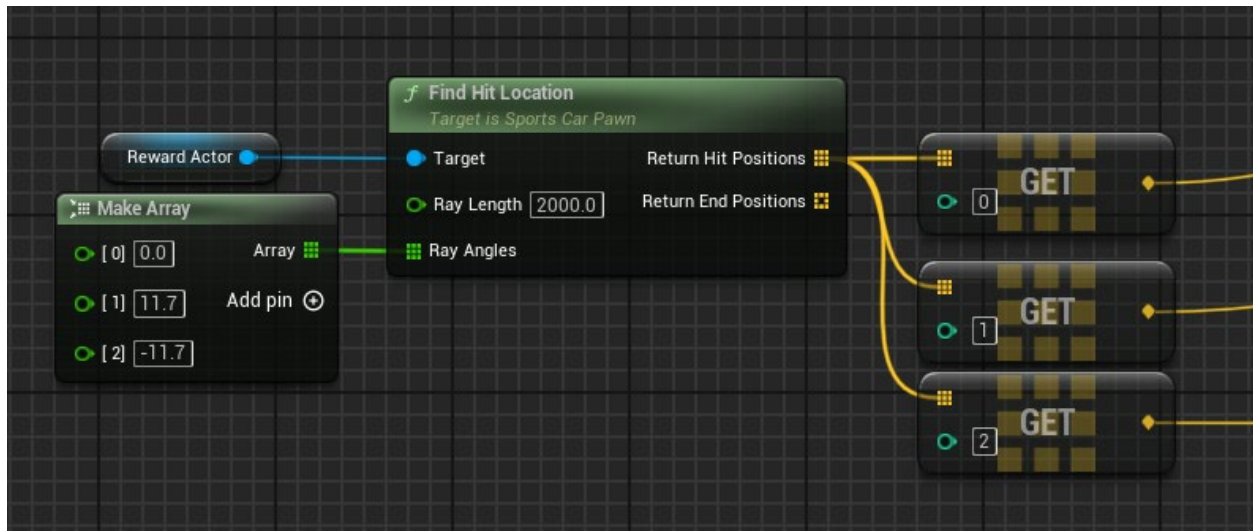 Find Hit Location
Target is Sports Car Pawn
Reward Actor
Target
Return Hit Positions
Ray Length 2000.0
Return End Positions
Ray Angles
Make Array
[ 0] 0.0
Array
[ 1] 11.7
Add pin
[ 2] -11.7
GET
0
GET
1
GET
2